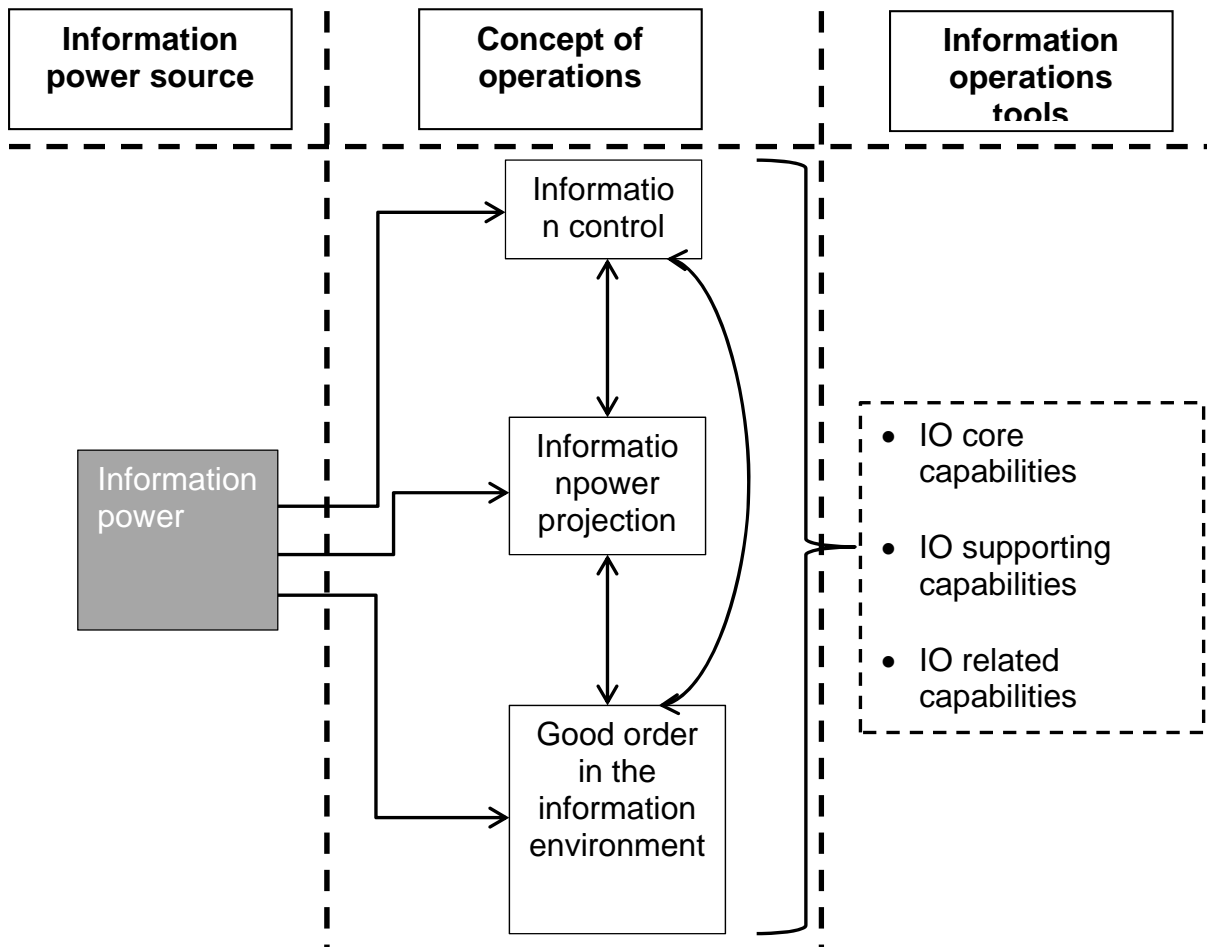 Information
power source
Concept of
operations
Information
operations
tools
Informatio
n control
Information
power
Informatio
npower
projection
Good order
in the
information
environment
• IO core
capabilities
• IO supporting
capabilities
• IO related
capabilities